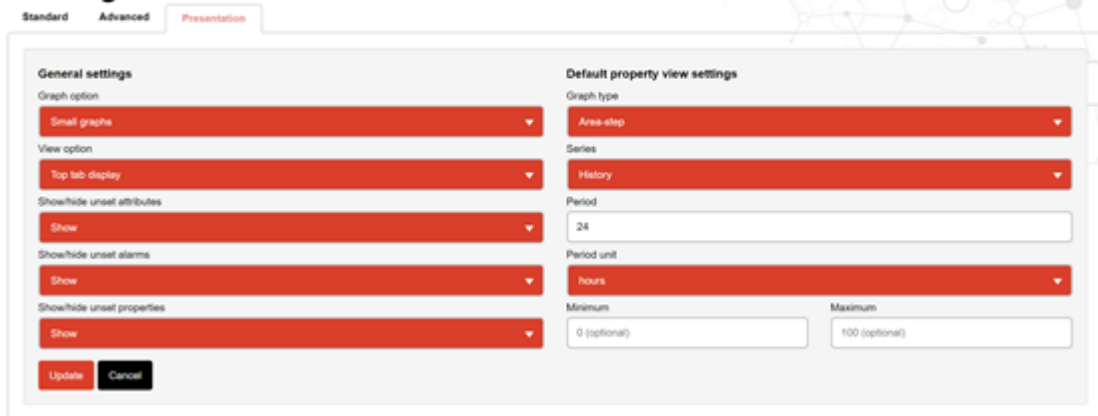 Standard Advanced Presentation
General settings
Graph option
Small graphs
View option
Top tab display
Show/hide unset attributes
Show
Show/hide unset alarms
Show
Show/hide unset properties
Show
Update Cancel
Default property view settings
Graph type
Area-step
Series
History
Period
24
Period unit
hours
Minimum Maximum
0 (optional) 100 (optional)